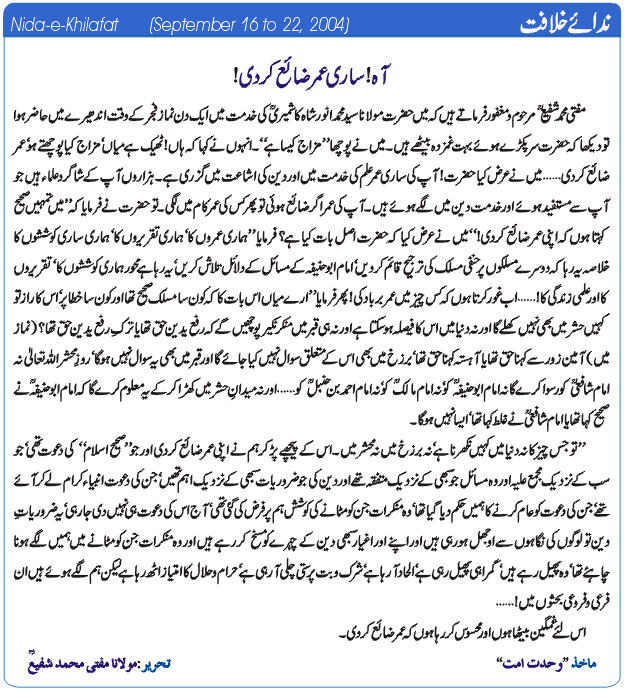 Nida-e-Khilafat (September 16 to 22, 2004) ندائے خلافت
آہ! ساری عمر ضائع کر دی!
مفتی محمد شفیعؒ مرحوم و مغفور فرماتے ہیں کہ میں حضرت مولانا سید محمد انور شاہ کاشمیریؒ کی خدمت میں ایک دن نماز فجر کے وقت اندھیرے میں حاضر ہوا
تو دیکھا کہ حضرت سر پکڑے ہوئے بہت غمزدہ بیٹھے ہیں۔ میں نے پوچھا ’’مزاج کیسا ہے‘‘۔ انہوں نے کہا کہ ہاں! ٹھیک ہے میاں‘ مزاج کیا پوچھتے ہو‘ عمر
ضائع کر دی……میں نے عرض کیا حضرت! آپ کی ساری عمر علم کی خدمت میں اور دین کی اشاعت میں گزری ہے۔ ہزاروں آپ کے شاگرد علماء ہیں جو
آپ سے مستفید ہوئے اور خدمت دین میں لگے ہوئے ہیں۔ آپ کی عمر اگر ضائع ہوئی تو پھر کس کی عمر کام میں لگی۔ تو حضرت نے فرمایا کہ ’’میں تمہیں صحیح
کہتا ہوں کہ اپنی عمر ضائع کر دی!‘‘ میں نے عرض کیا کہ حضرت اصل بات کیا ہے؟ فرمایا ’’ہماری عمروں کا‘ ہماری تقریروں کا‘ ہماری ساری کوششوں کا
خلاصہ یہ رہا کہ دوسرے مسلکوں پر حنفی مسلک کی ترجیح قائم کر دیں‘ امام ابوحنیفہ کے مسائل کے دلائل تلاش کریں‘ یہ رہا ہے محور ہماری کوششوں کا‘ تقریروں
کا اور علمی زندگی کا!……اب غور کرتا ہوں کہ کس چیز میں عمر برباد کی! پھر فرمایا ’’ارے میاں اس بات کا کہ کون سا مسلک صحیح تھا اور کون سا خطا پر‘ اس کا راز تو
کہیں حشر میں بھی نہیں کھلے گا اور نہ دنیا میں اس کا فیصلہ ہو سکتا ہے اور نہ ہی قبر میں منکر نکیر پوچھیں گے کہ رفع یدین حق تھا یا ترک رفع یدین حق تھا؟ (نماز
میں) آمین زور سے کہنا حق تھا یا آہستہ کہنا حق تھا‘ برزخ میں بھی اس کے متعلق سوال نہیں کیا جائے گا اور قبر میں بھی یہ سوال نہیں ہوگا‘ روزِ محشر اللہ تعالیٰ نہ
امام شافعیؒ کو رسوا کرے گا نہ امام ابوحنیفہؒ کو نہ امام مالکؒ کو نہ امام احمد بن حنبلؒ کو……اور نہ میدانِ حشر میں کھڑا کر کے یہ معلوم کرے گا کہ امام ابوحنیفہؒ نے
صحیح کہا تھا یا امام شافعیؒ نے غلط کہا تھا‘ ایسا نہیں ہوگا۔
’’تو جس چیز کا نہ دنیا میں کہیں نکھرنا ہے‘ نہ برزخ میں نہ محشر میں۔ اس کے پیچھے پڑ کر ہم نے اپنی عمر ضائع کر دی اور جو ’’صحیح اسلام‘‘ کی دعوت تھی‘ جو
سب کے نزدیک مجمع علیہ اور وہ مسائل جو سبھی کے نزدیک متفقہ تھے اور دین کی جو ضروریات سبھی کے نزدیک اہم تھیں‘ جن کی دعوت انبیاء کرام لے کر آئے
تھے‘ جن کی دعوت کو عام کرنے کا ہمیں حکم دیا گیا تھا‘ وہ منکرات جن کو مٹانے کی کوشش ہم پر فرض کی گئی تھی‘ آج اس کی دعوت ہی نہیں دی جا رہی‘ یہ ضروریاتِ
دین تو لوگوں کی نگاہوں سے اوجھل ہو رہی ہیں اور اپنے اور اغیار سبھی دین کے چہرے کو مسخ کر رہے ہیں اور وہ منکرات جن کو مٹانے میں ہمیں لگے ہونا
چاہئے تھا‘ وہ پھیل رہے ہیں‘ گمراہی پھیل رہی ہے‘ الحاد آ رہا ہے‘ شرک و بت پرستی چلی آ رہی ہے‘ حرام و حلال کا امتیاز اٹھ رہا ہے لیکن ہم لگے ہوئے ہیں ان
فرعی و فروعی بحثوں میں!……
اس لئے غمگین بیٹھا ہوں اور محسوس کر رہا ہوں کہ عمر ضائع کر دی۔
ماخذ ’’وحدت امت‘‘ تحریر: مولانا مفتی محمد شفیعؒ